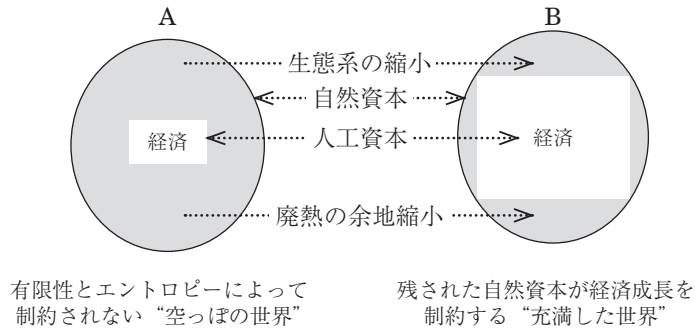 A
B
生態系の縮小
自然資本
経済
人工資本
経済
廃熱の余地縮小
有限性とエントロピーによって
制約されない“空っぽの世界”
残された自然資本が経済成長を
制約する“充満した世界”